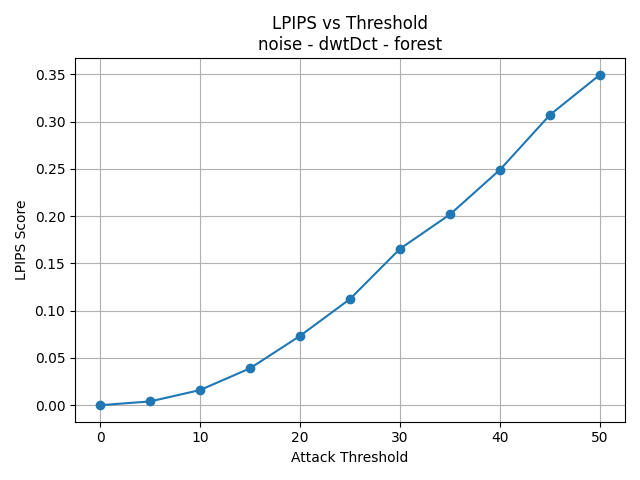 LPIPS vs Threshold
noise - dwtDct - forest
LPIPS Score
0.35
0.30
0.25
0.20
0.15
0.10
0.05
0.00
0 10 20 30 40 50
Attack Threshold